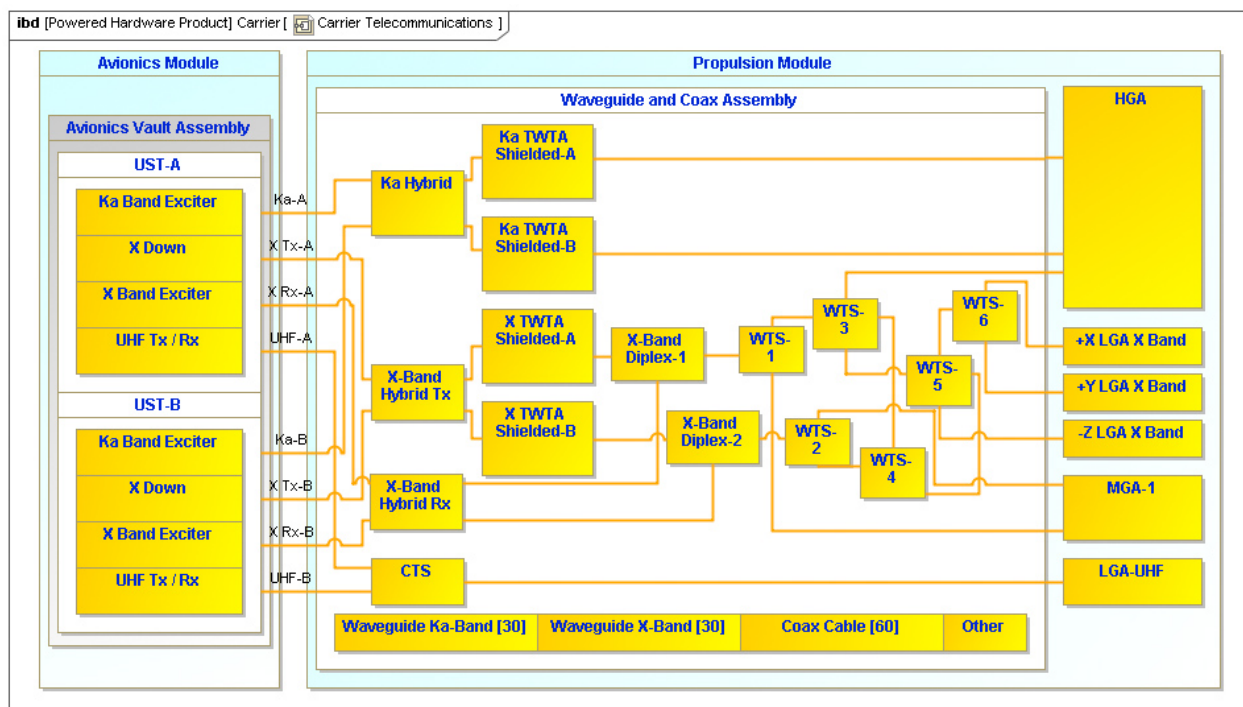 ibd [Powered Hardware Product] Carrier [ Carrier Telecommunications ]
Avionics Module
Propulsion Module
Waveguide and Coax Assembly
HGA
Avionics Vault Assembly
UST-A
Ka Band Exciter
X Down
X Band Exciter
UHF Tx / Rx
UST-B
Ka Band Exciter
X Down
X Band Exciter
UHF Tx / Rx
Ka-A
X Tx-A
X Rx-A
UHF-A
Ka-B
X Tx-B
X Rx-B
UHF-B
Ka Hybrid
Ka TWTA
Shielded-A
Ka TWTA
Shielded-B
X-Band
Hybrid Tx
X TWTA
Shielded-A
X TWTA
Shielded-B
X-Band
Hybrid Rx
CTS
X-Band
Diplex-1
X-Band
Diplex-2
WTS-
1
WTS-
2
WTS-
3
WTS-
4
WTS-
5
WTS-
6
+X LGA X Band
+Y LGA X Band
-Z LGA X Band
MGA-1
LGA-UHF
Waveguide Ka-Band [30]
Waveguide X-Band [30]
Coax Cable [60]
Other